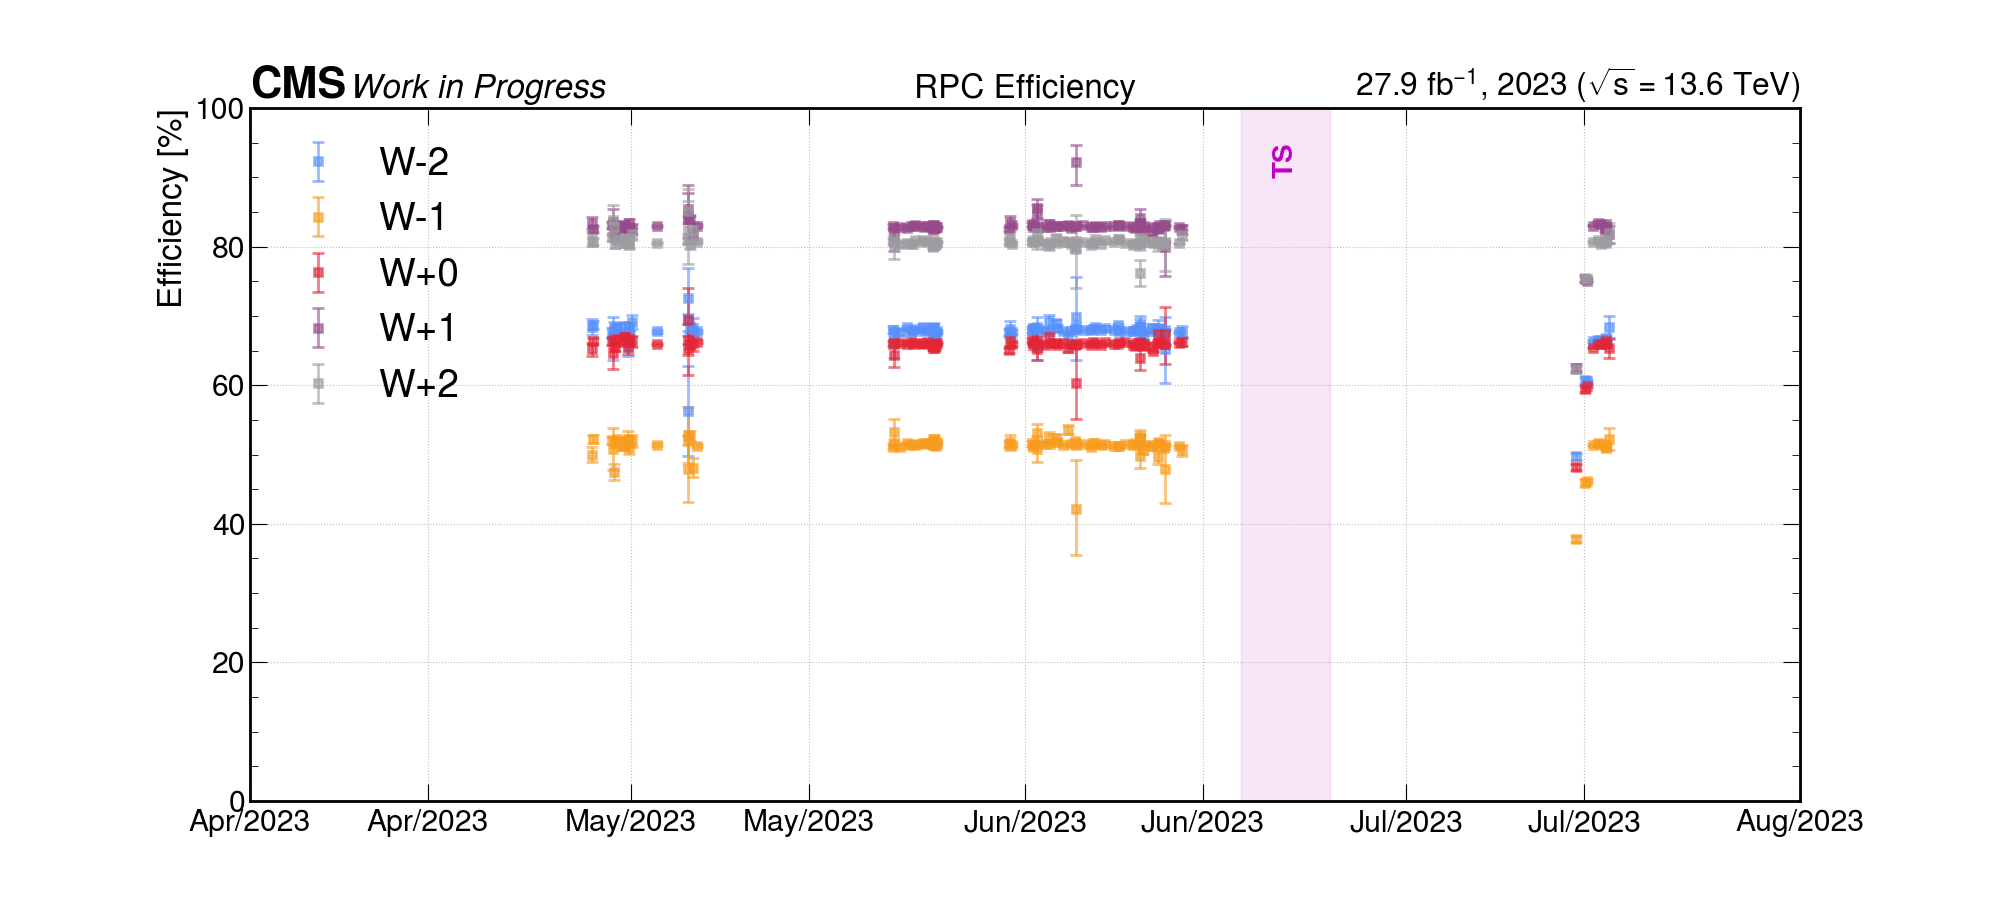 CMS Work in Progress RPC Efficiency 27.9 fb⁻¹, 2023 (√s = 13.6 TeV)
Efficiency [%]
100
80
60
40
20
0
W-2
W-1
W+0
W+1
W+2
TS
Apr/2023 Apr/2023 May/2023 May/2023 Jun/2023 Jun/2023 Jul/2023 Jul/2023 Aug/2023